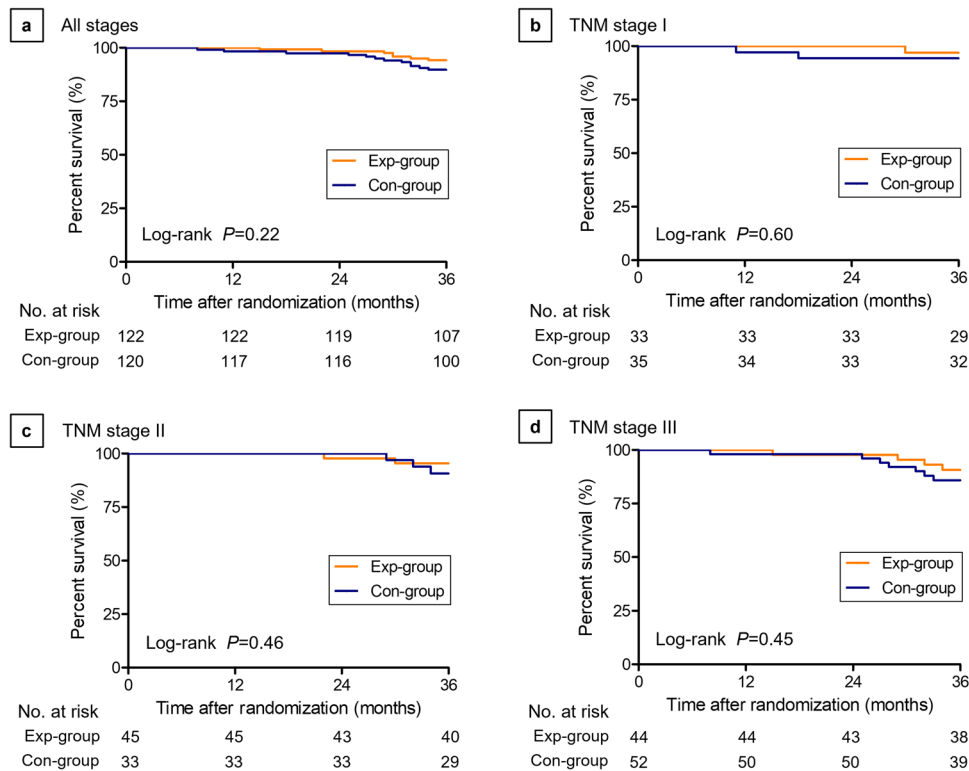 a All stages
Percent survival (%)
100
75
50
25
0
Exp-group
Con-group
Log-rank P=0.22
0 12 24 36
Time after randomization (months)
No. at risk
Exp-group 122 122 119 107
Con-group 120 117 116 100
b TNM stage I
Percent survival (%)
100
75
50
25
0
Exp-group
Con-group
Log-rank P=0.60
0 12 24 36
Time after randomization (months)
No. at risk
Exp-group 33 33 33 29
Con-group 35 34 33 32
c TNM stage II
Percent survival (%)
100
75
50
25
0
Exp-group
Con-group
Log-rank P=0.46
0 12 24 36
Time after randomization (months)
No. at risk
Exp-group 45 45 43 40
Con-group 33 33 33 29
d TNM stage III
Percent survival (%)
100
75
50
25
0
Exp-group
Con-group
Log-rank P=0.45
0 12 24 36
Time after randomization (months)
No. at risk
Exp-group 44 44 43 38
Con-group 52 50 50 39